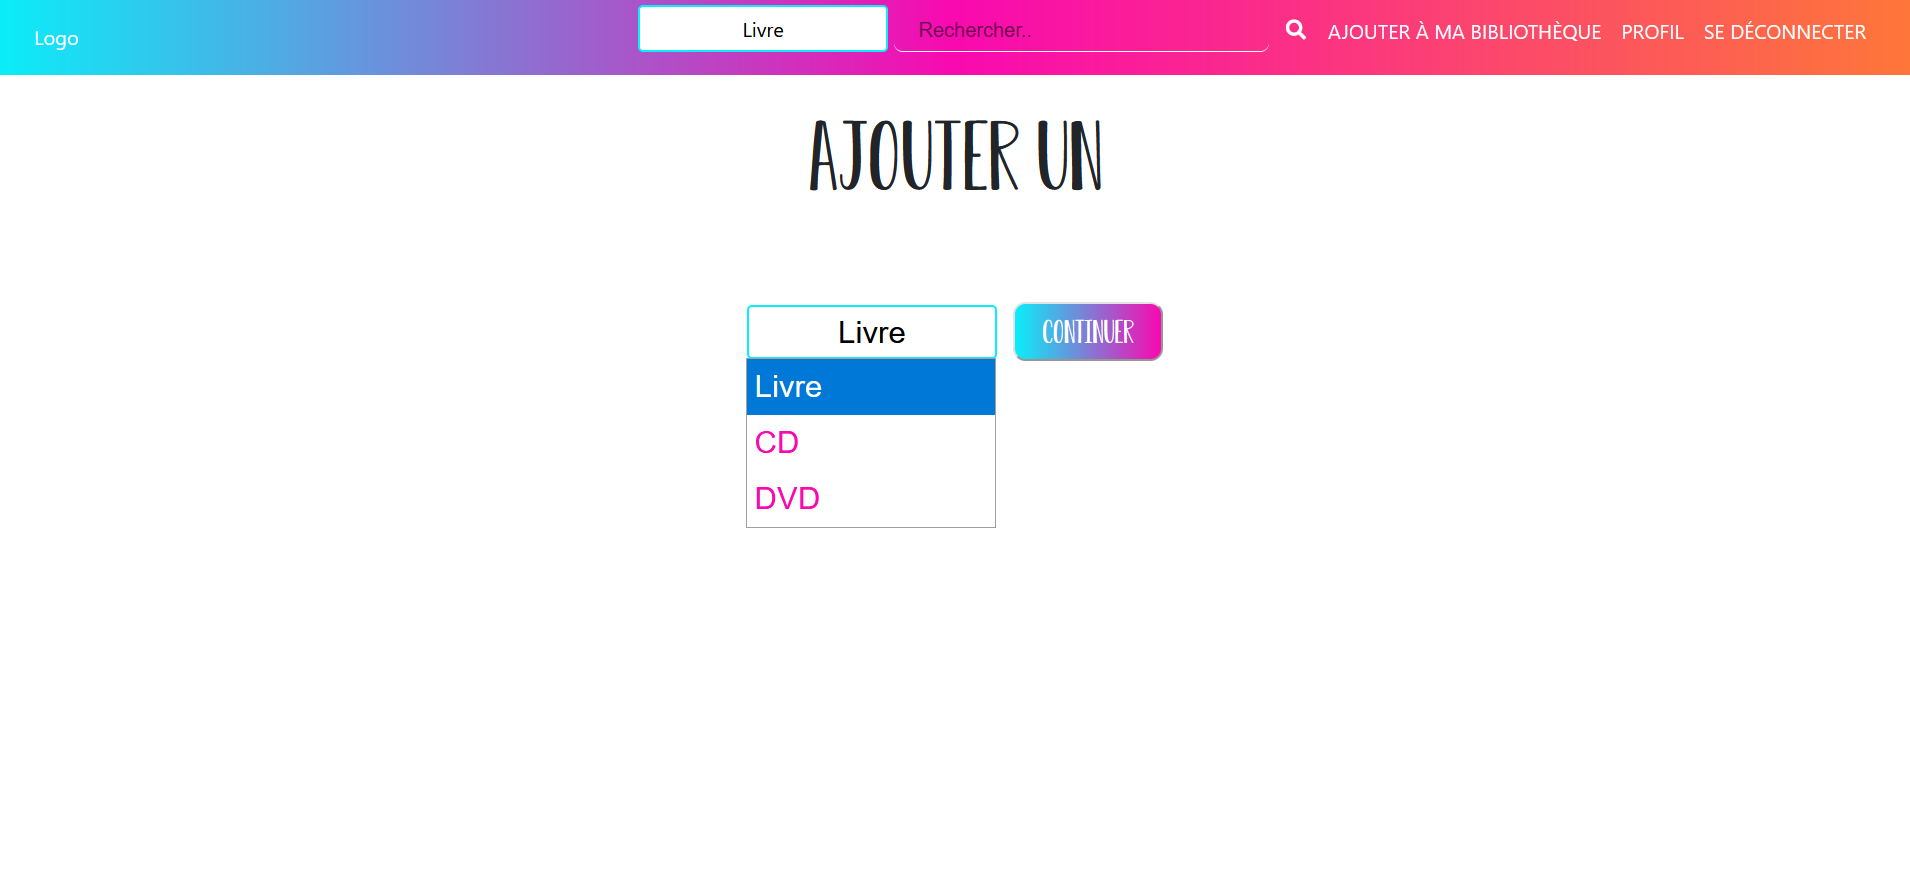 Logo
Livre
Rechercher..
AJOUTER À MA BIBLIOTHÈQUE
PROFIL
SE DÉCONNECTER
AJOUTER UN
Livre
CONTINUER
Livre
CD
DVD